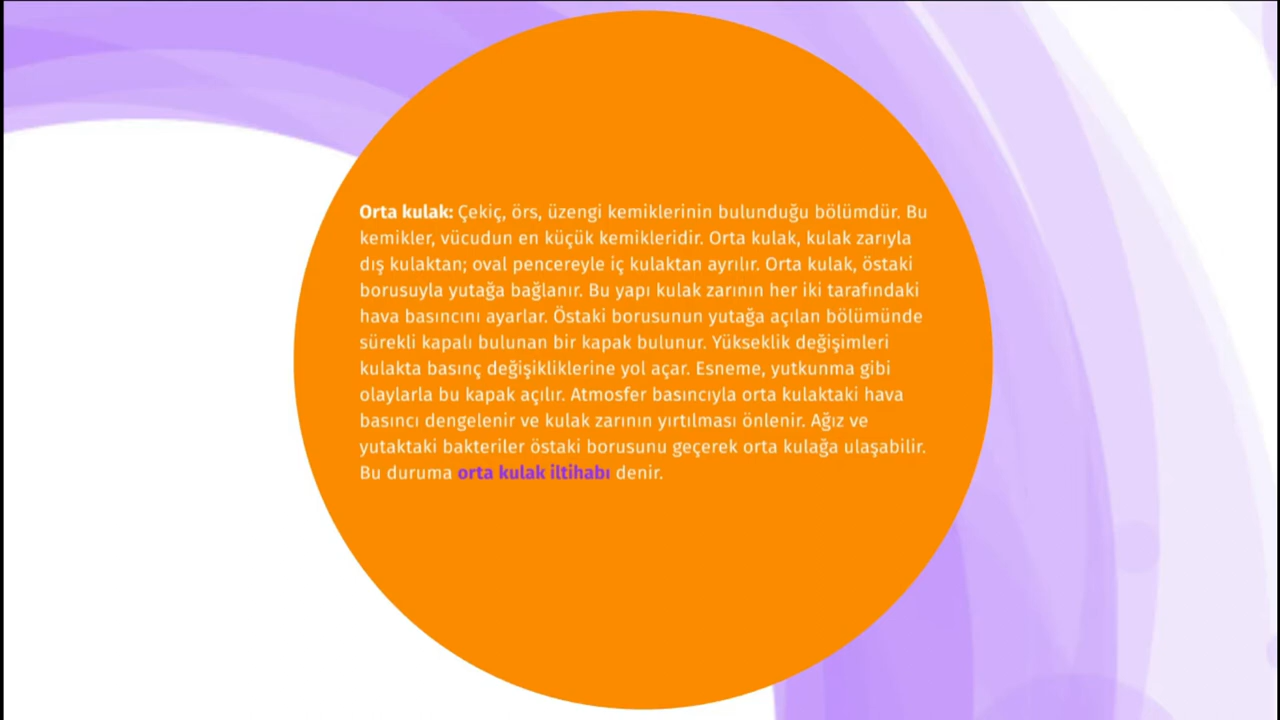 Orta kulak: Çekiç, örs, üzengi kemiklerinin bulunduğu bölümdür. Bu
kemikler, vücudun en küçük kemikleridir. Orta kulak, kulak zarıyla
dış kulaktan; oval pencereyle iç kulaktan ayrılır. Orta kulak, östaki
borusuyla yutağa bağlanır. Bu yapı kulak zarının her iki tarafındaki
hava basıncını ayarlar. Östaki borusunun yutağa açılan bölümünde
sürekli kapalı bulunan bir kapak bulunur. Yükseklik değişimleri
kulakta basınç değişikliklerine yol açar. Esneme, yutkunma gibi
olaylarla bu kapak açılır. Atmosfer basıncıyla orta kulaktaki hava
basıncı dengelenir ve kulak zarının yırtılması önlenir. Ağız ve
yutaktaki bakteriler östaki borusunu geçerek orta kulağa ulaşabilir.
Bu duruma orta kulak iltihabı denir.